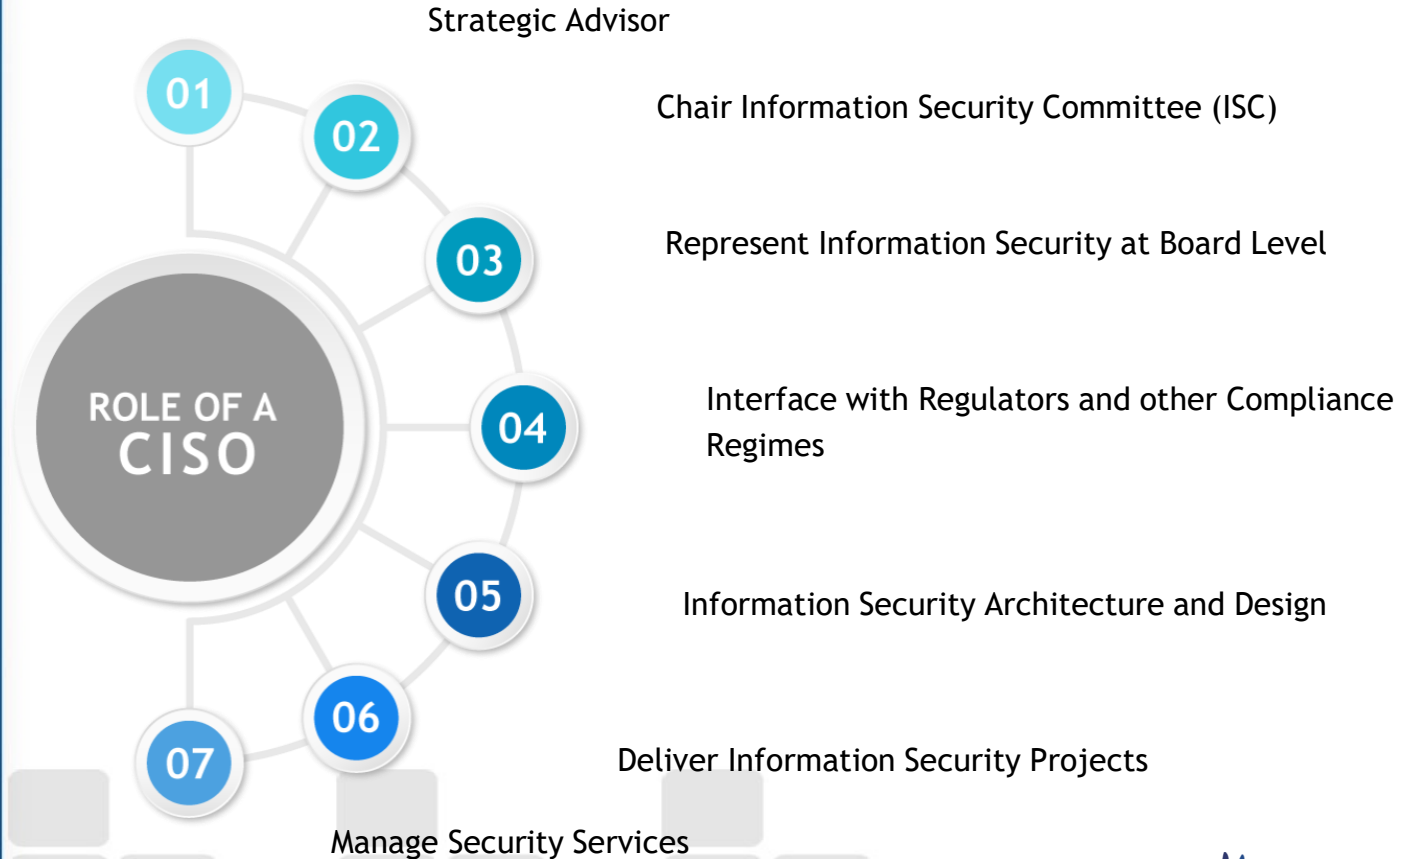 Strategic Advisor
01
Chair Information Security Committee (ISC)
02
Represent Information Security at Board Level
03
ROLE OF A
CISO
Interface with Regulators and other Compliance
Regimes
04
Information Security Architecture and Design
05
Deliver Information Security Projects
06
Manage Security Services
07